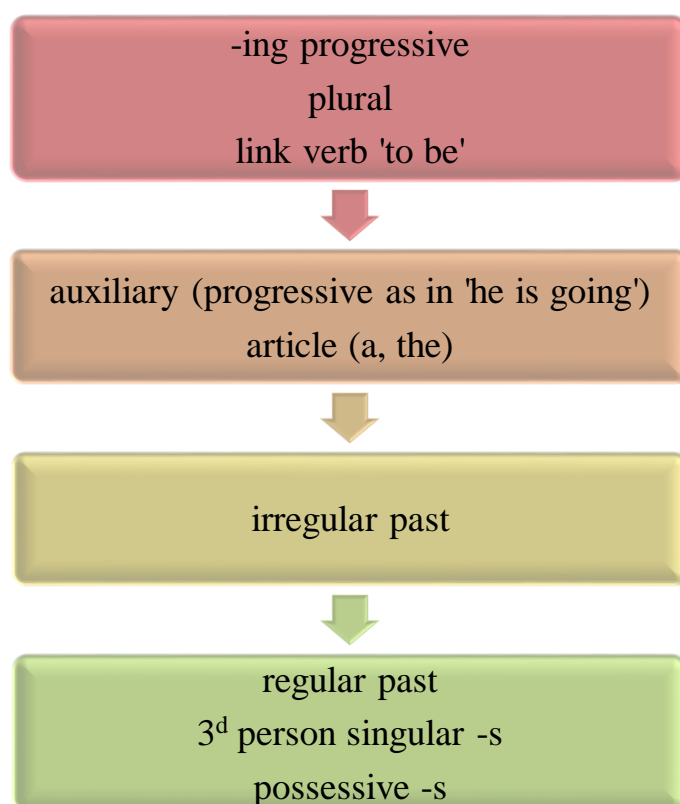 -ing progressive
plural
link verb 'to be'
auxiliary (progressive as in 'he is going')
article (a, the)
irregular past
regular past
3ᵈ person singular -s
possessive -s